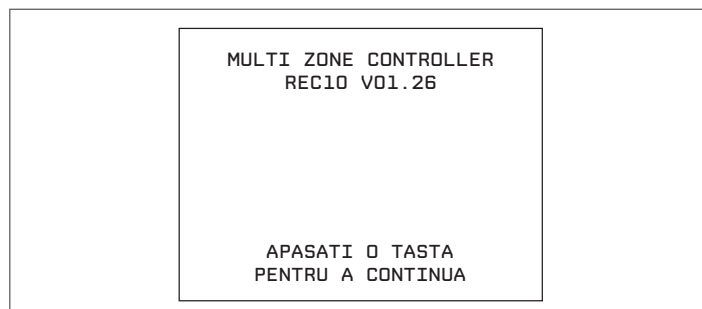 MULTI ZONE CONTROLLER
REC10 V01.26
APASATI O TASTA
PENTRU A CONTINUA